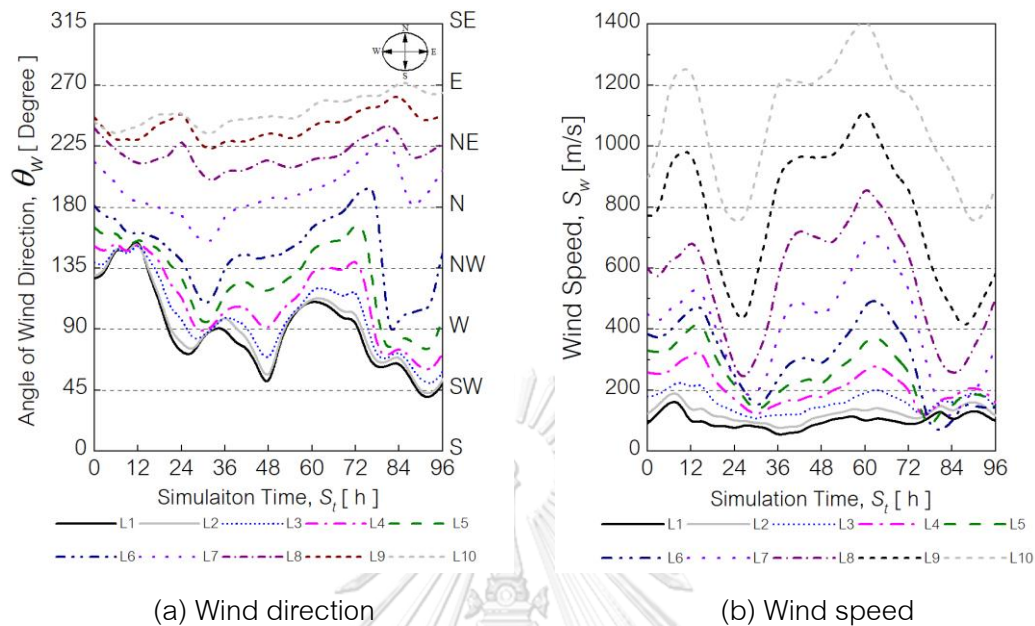 315 SE
N
W E
S
270 E
225 NE
180 N
135 NW
90 W
45 SW
0 S
Angle of Wind Direction, θW [ Degree ]
0 12 24 36 48 60 72 84 96
Simulaiton Time, St [ h ]
L1 L2 L3 L4 L5
L6 L7 L8 L9 L10
(a) Wind direction
1400
1200
1000
800
600
400
200
0
Wind Speed, Sw [m/s]
0 12 24 36 48 60 72 84 96
Simulation Time, St [ h ]
L1 L2 L3 L4 L5
L6 L7 L8 L9 L10
(b) Wind speed